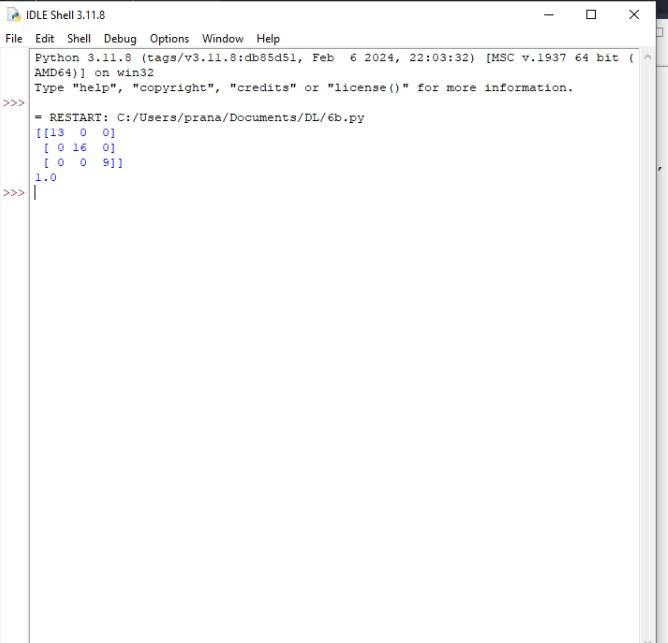 IDLE Shell 3.11.8
File Edit Shell Debug Options Window Help
Python 3.11.8 (tags/v3.11.8:db85d51, Feb  6 2024, 22:03:32) [MSC v.1937 64 bit (
AMD64)] on win32
Type "help", "copyright", "credits" or "license()" for more information.
>>>
= RESTART: C:/Users/prana/Documents/DL/6b.py
[[13  0  0]
 [ 0 16  0]
 [ 0  0  9]]
1.0
>>>